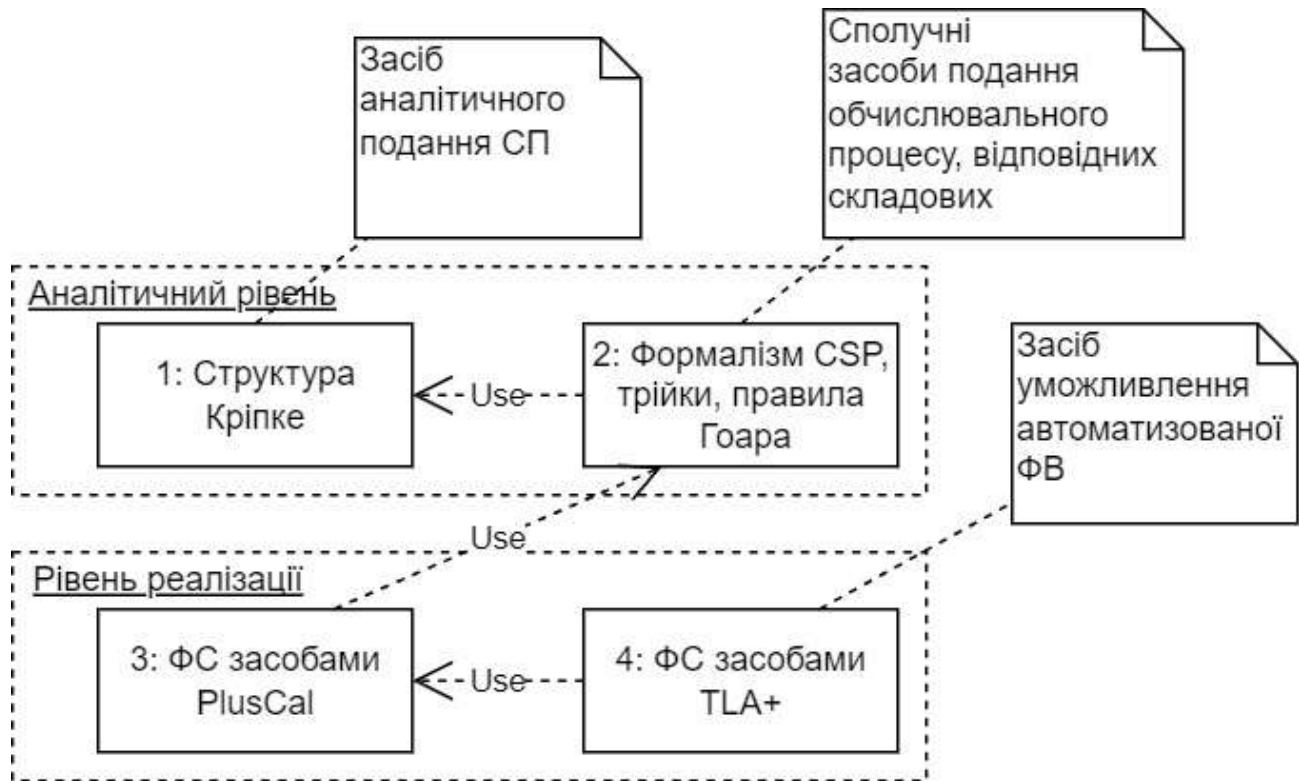 Засіб
аналітичного
подання СП
Сполучні
засоби подання
обчислювального
процесу, відповідних
складових
Аналітичний рівень
1: Структура
Кріпке
Use
2: Формалізм CSP,
трійки, правила
Гоара
Засіб
уможливлення
автоматизованої
ФВ
Use
Рівень реалізації
3: ФС засобами
PlusCal
Use
4: ФС засобами
TLA+